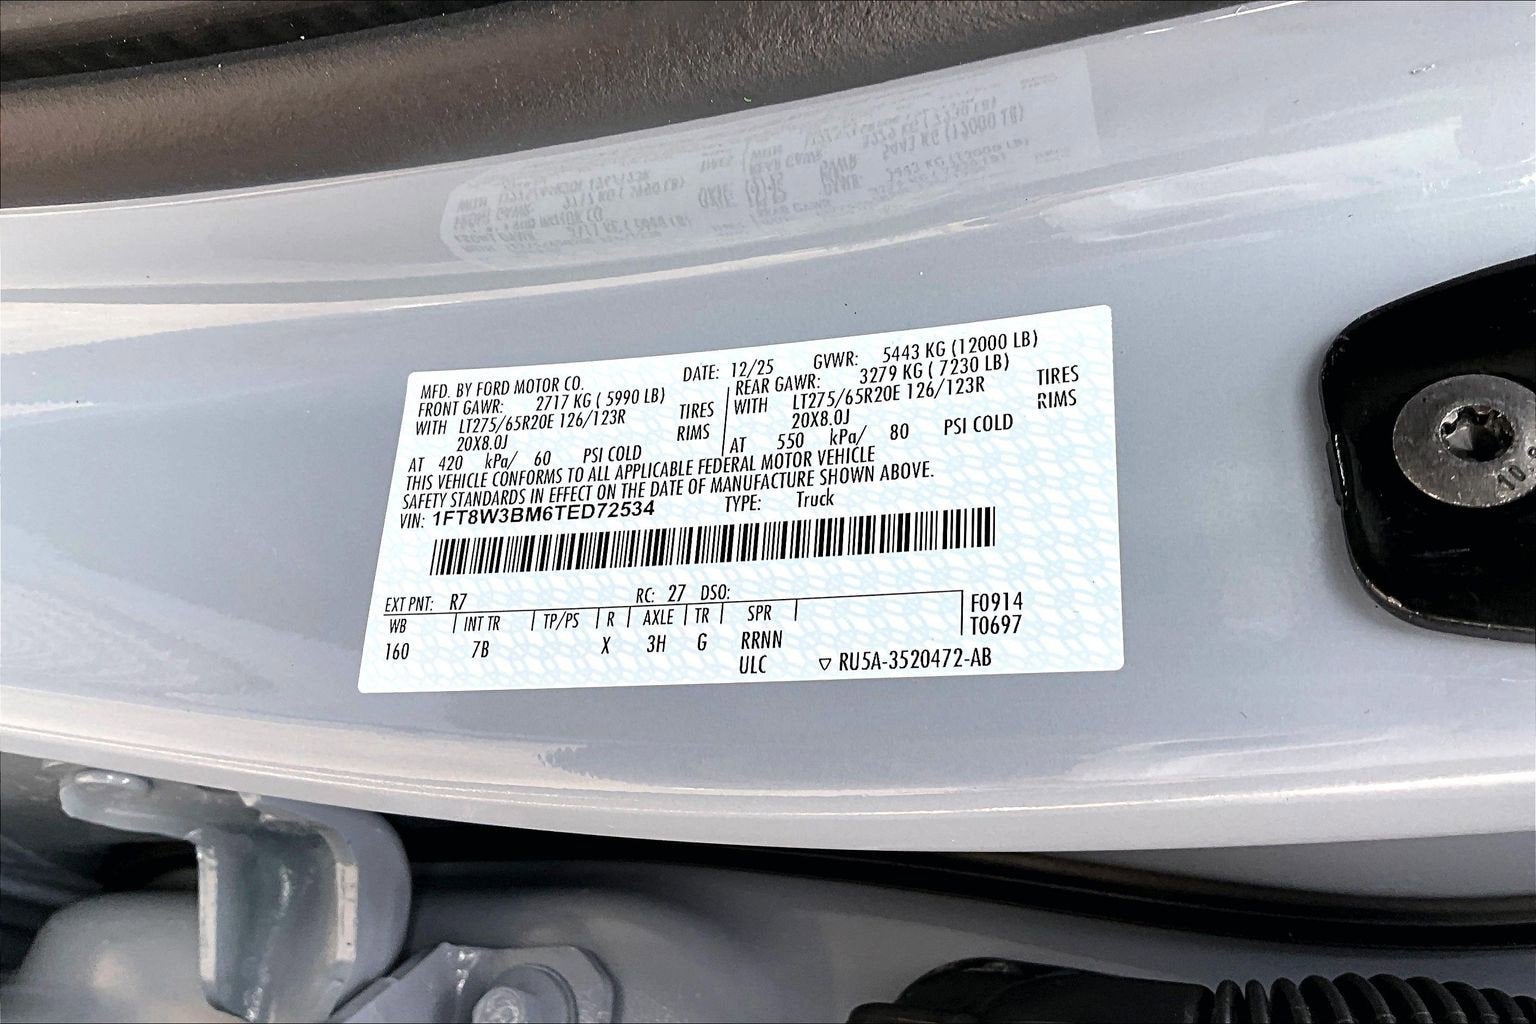 MFD. BY FORD MOTOR CO. DATE: 12/25 GVWR: 5443 KG (12000 LB)
FRONT GAWR: 2717 KG ( 5990 LB) REAR GAWR: 3279 KG ( 7230 LB)
WITH LT275/65R20E 126/123R TIRES WITH LT275/65R20E 126/123R TIRES
20X8.0J RIMS 20X8.0J RIMS
AT 420 kPa/ 60 PSI COLD AT 550 kPa/ 80 PSI COLD
THIS VEHICLE CONFORMS TO ALL APPLICABLE FEDERAL MOTOR VEHICLE
SAFETY STANDARDS IN EFFECT ON THE DATE OF MANUFACTURE SHOWN ABOVE.
VIN: 1FT8W3BM6TED72534 TYPE: Truck
EXT PNT: R7 RC: 27 DSO:
WB INT TR TP/PS R AXLE TR SPR F0914
T0697
160 7B X 3H G RRNN
ULC ▽ RU5A-3520472-AB